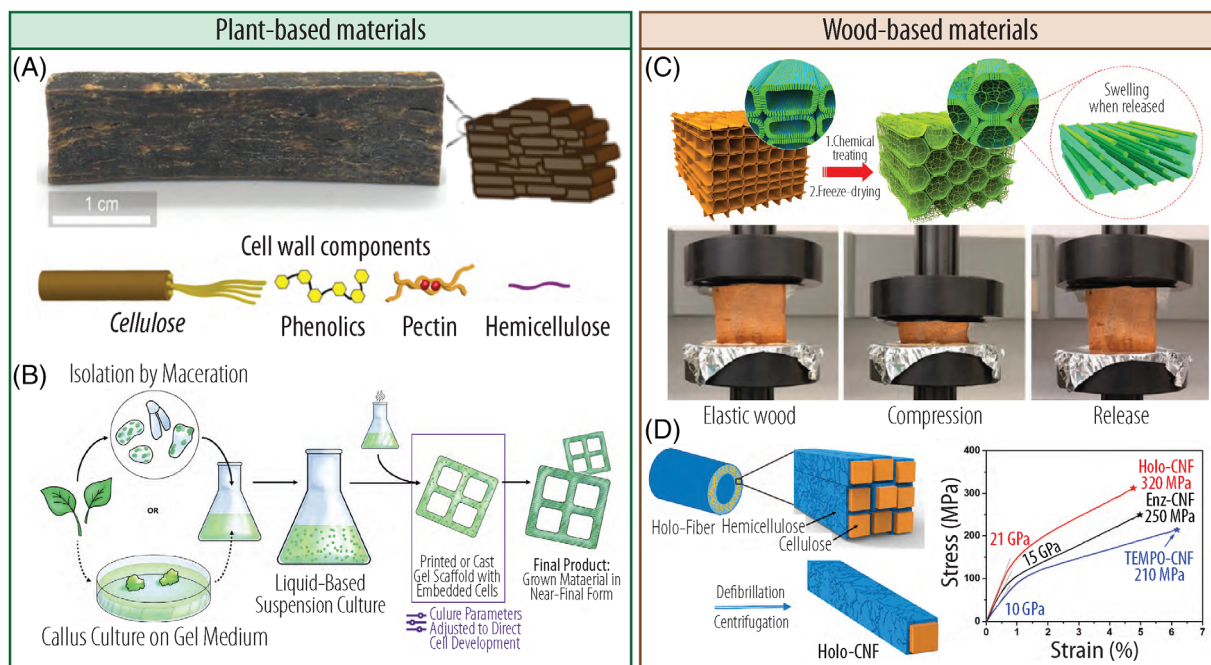 Plant-based materials
(A)
1 cm
Cell wall components
Cellulose
Phenolics
Pectin
Hemicellulose
(B)
Isolation by Maceration
OR
Callus Culture on Gel Medium
Liquid-Based
Suspension Culture
Printed or Cast
Gel Scaffold with
Embedded Cells
Culure Parameters
Adjusted to Direct
Cell Development
Final Product:
Grown Mataerial in
Near-Final Form
Wood-based materials
(C)
1.Chemical
treating
2.Freeze-drying
Swelling
when released
Elastic wood
Compression
Release
(D)
Holo-Fiber
Hemicellulose
Cellulose
Defibrillation
Centrifugation
Holo-CNF
Stress (MPa)
400
300
200
100
0
0 1 2 3 4 5 6 7
Strain (%)
Holo-CNF
320 MPa
Enz-CNF
250 MPa
TEMPO-CNF
210 MPa
21 GPa
15 GPa
10 GPa